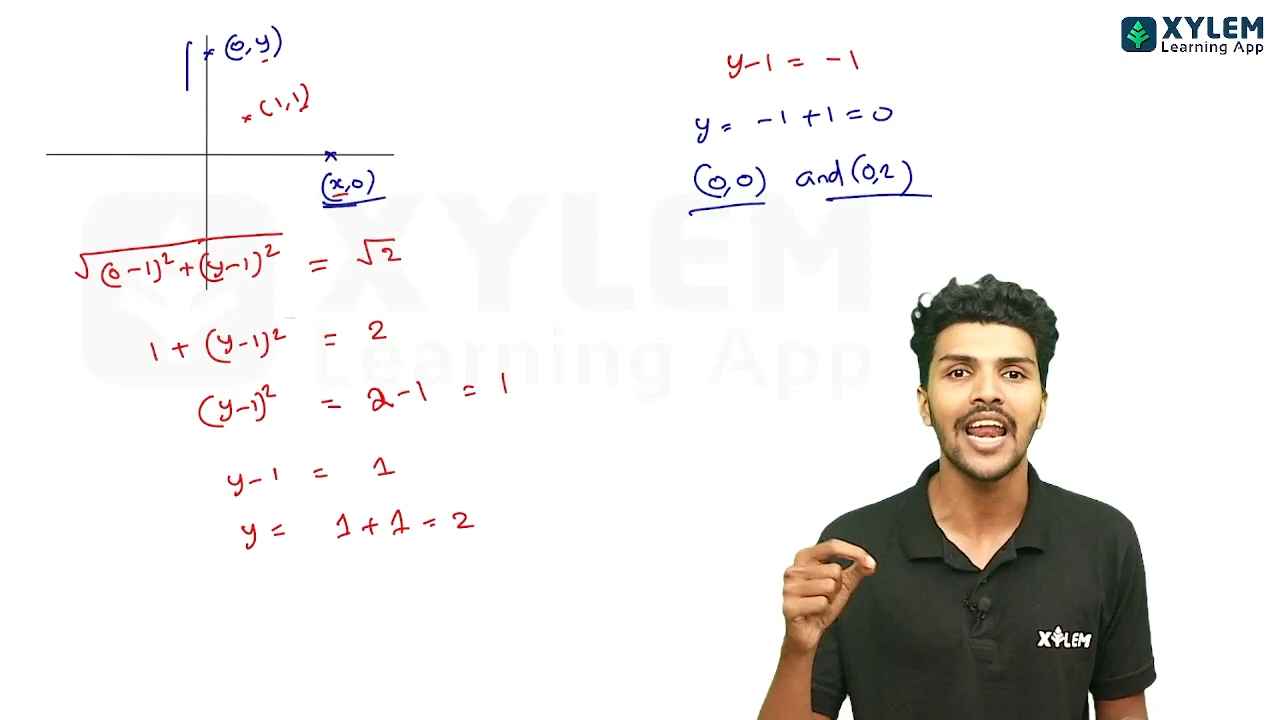 XYLEM
Learning App
(0, y)
(1, 1)
(x, 0)
√(0-1)² + (y-1)² = √2
1 + (y-1)² = 2
(y-1)² = 2-1 = 1
y-1 = 1
y = 1+1 = 2
y-1 = -1
y = -1+1 = 0
(0,0) and (0,2)
XYLEM
Learning App
XYLEM